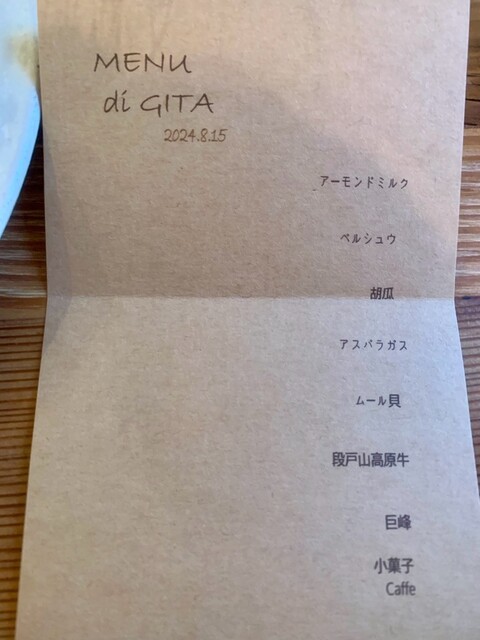 MENU
di GITA
2024.8.15
アーモンドミルク
ペルシュウ
胡瓜
アスパラガス
ムール貝
段戸山高原牛
巨峰
小菓子
Caffe